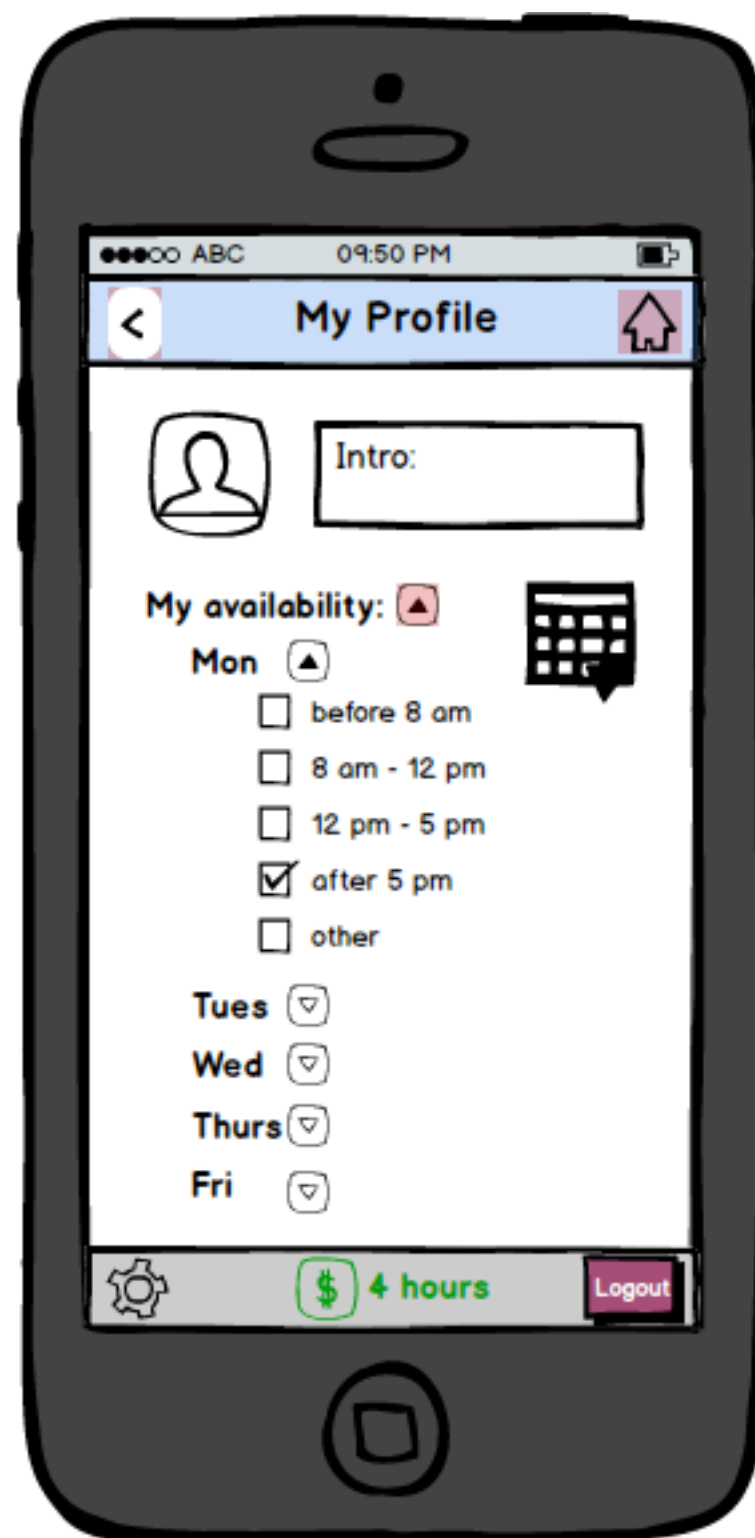 ABC 09:50 PM
< My Profile
Intro:
My availability:
Mon
before 8 am
8 am - 12 pm
12 pm - 5 pm
after 5 pm
other
Tues
Wed
Thurs
Fri
$ 4 hours Logout